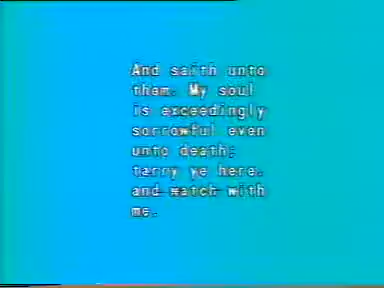 And saith unto
them. My soul
is exceedingly
sorrowful even
unto death;
tarry ye here.
and watch with
me.